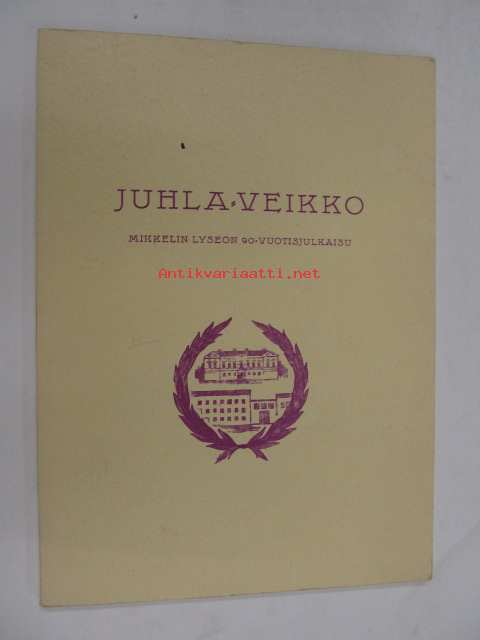 JUHLA-VEIKKO
MIKKELIN LYSEON 90-VUOTISJULKAISU
Antikvariaatti.net